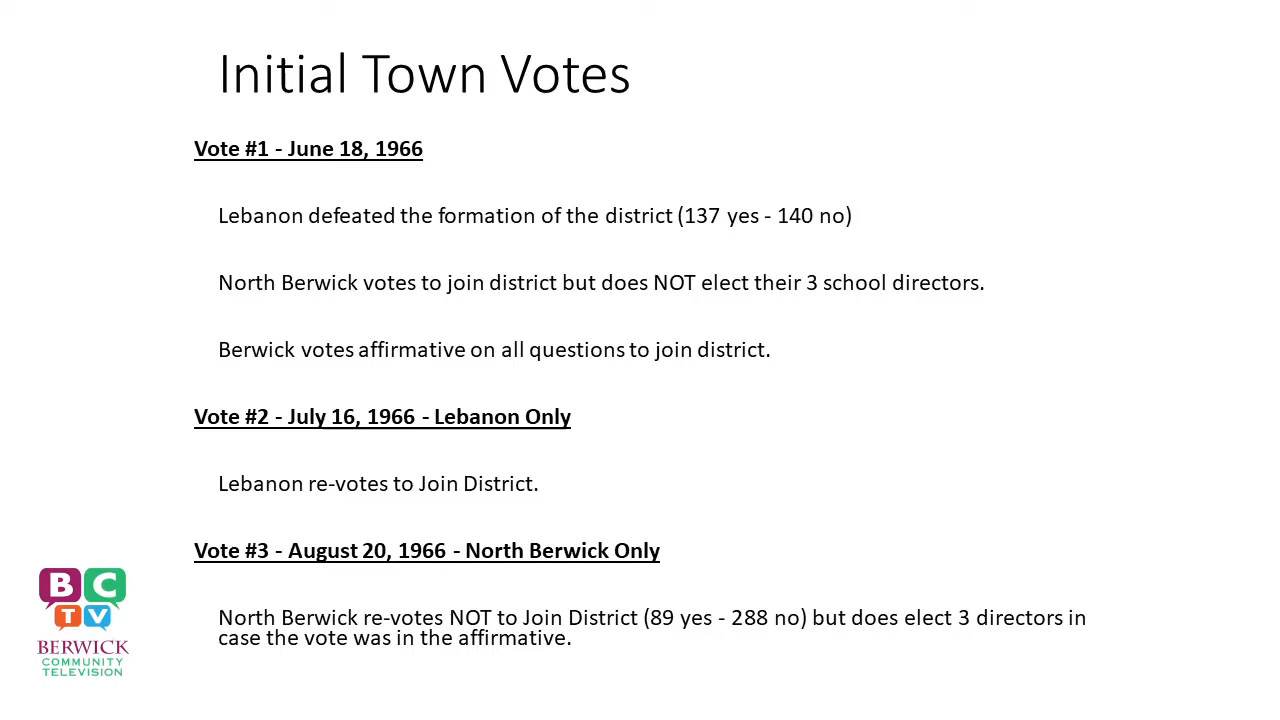 Initial Town Votes
Vote #1 - June 18, 1966
Lebanon defeated the formation of the district (137 yes - 140 no)
North Berwick votes to join district but does NOT elect their 3 school directors.
Berwick votes affirmative on all questions to join district.
Vote #2 - July 16, 1966 - Lebanon Only
Lebanon re-votes to Join District.
Vote #3 - August 20, 1966 - North Berwick Only
North Berwick re-votes NOT to Join District (89 yes - 288 no) but does elect 3 directors in
case the vote was in the affirmative.
BC
TV
BERWICK
COMMUNITY
TELEVISION